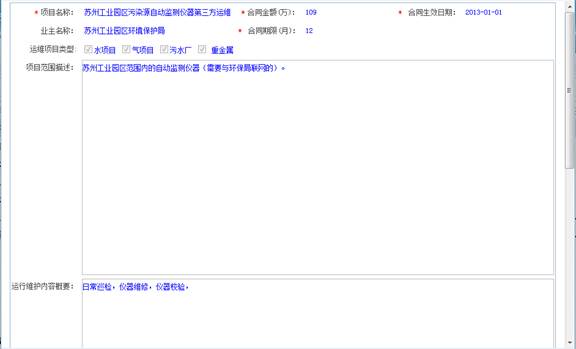 * 项目名称: 苏州工业园区污染源自动监测仪器第三方运维 * 合同金额(万): 109 * 合同生效日期: 2013-01-01
业主名称: 苏州工业园区环境保护局 * 合同期限(月): 12
运维项目类型: 水项目 气项目 污水厂 重金属
项目范围描述: 苏州工业园区范围内的自动监测仪器（需要与环保局联网的）。
运行维护内容概要: 日常巡检，仪器维修，仪器校验，